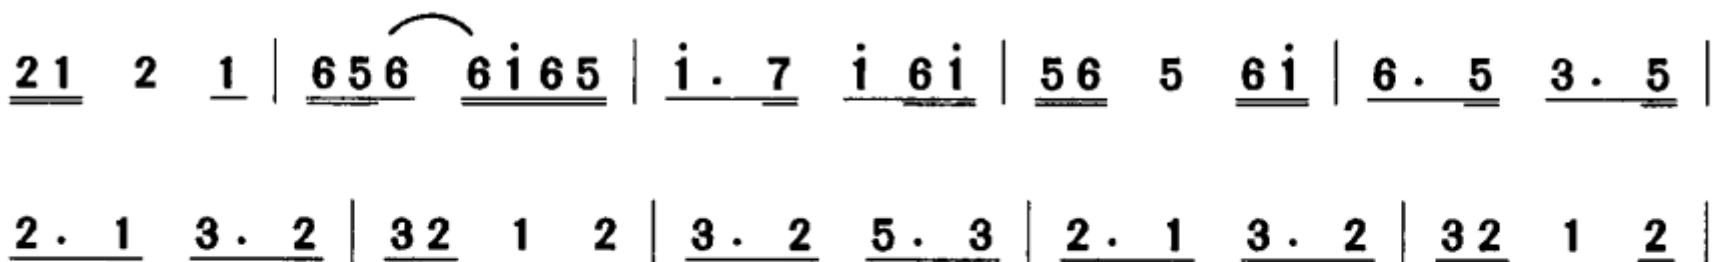 21 2 1 | 656 6i65 | i. 7 i 6i | 56 5 6i | 6. 5 3. 5 |
2. 1 3. 2 | 32 1 2 | 3. 2 5. 3 | 2. 1 3. 2 | 32 1 2 |